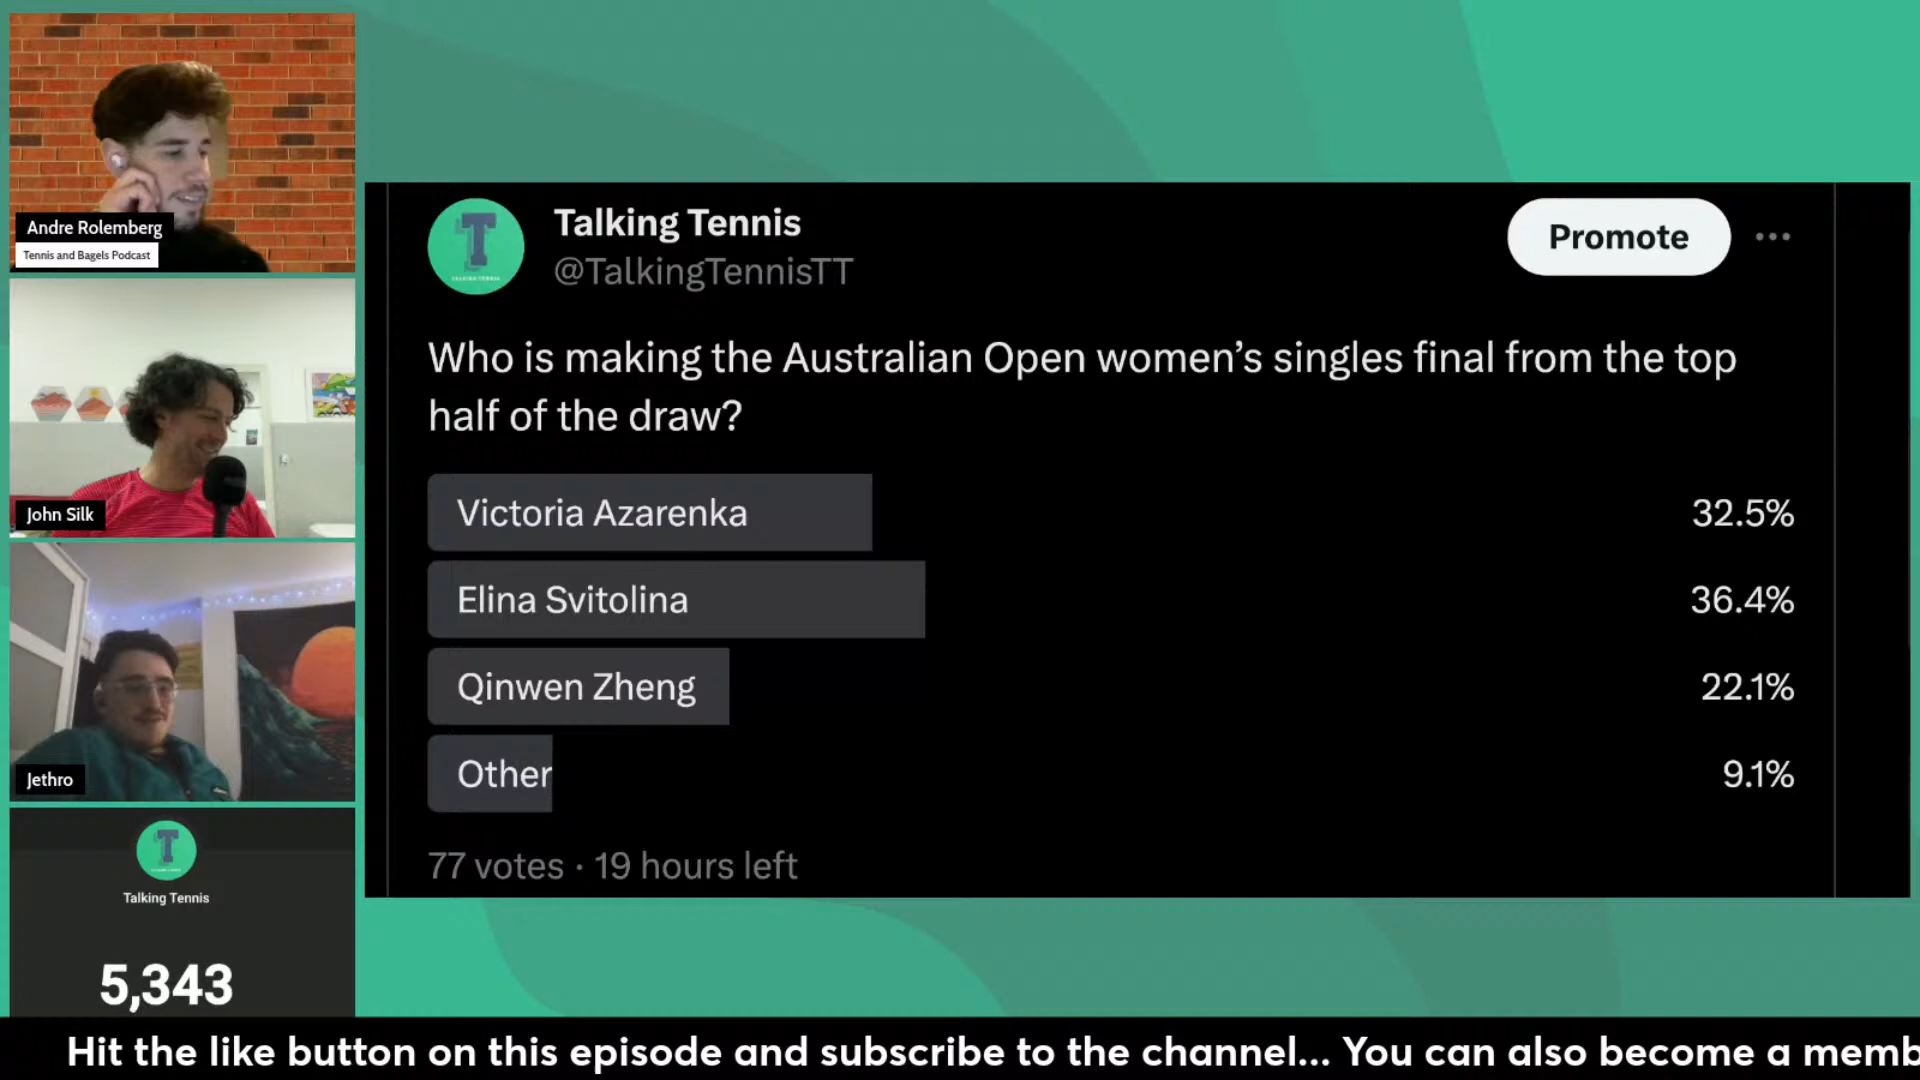 Andre Rolemberg
Tennis and Bagels Podcast
John Silk
Jethro
Talking Tennis
5,343
Talking Tennis
@TalkingTennisTT
Promote
Who is making the Australian Open women’s singles final from the top
half of the draw?
Victoria Azarenka 32.5%
Elina Svitolina 36.4%
Qinwen Zheng 22.1%
Other 9.1%
77 votes · 19 hours left
Hit the like button on this episode and subscribe to the channel... You can also become a memb